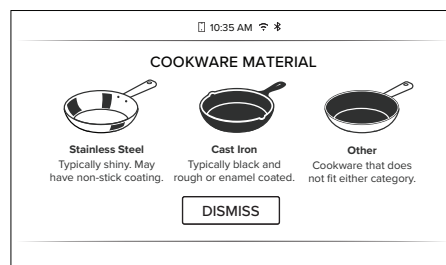 10:35 AM
COOKWARE MATERIAL
Stainless Steel
Typically shiny. May
have non-stick coating.
Cast Iron
Typically black and
rough or enamel coated.
Other
Cookware that does
not fit either category.
DISMISS